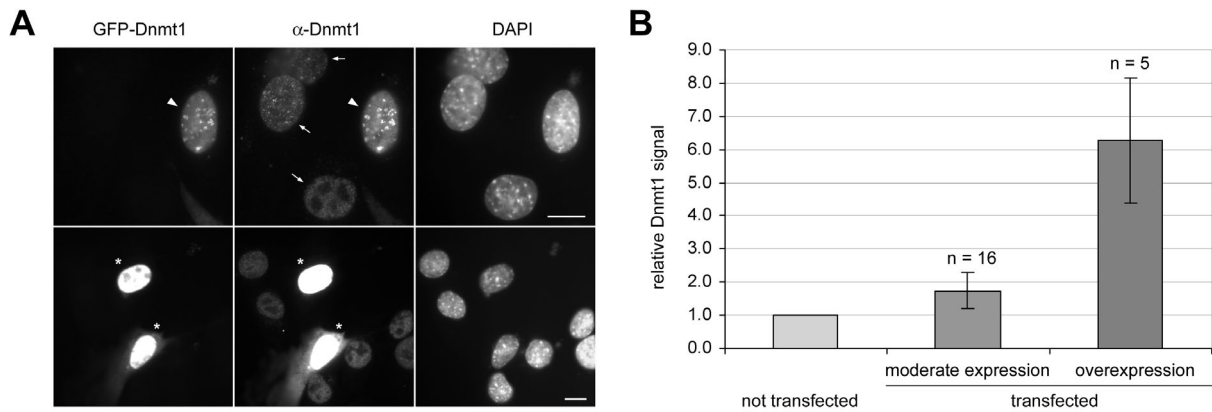 A
GFP-Dnmt1
α-Dnmt1
DAPI
*
*
*
*
B
relative Dnmt1 signal
9.0
8.0
7.0
6.0
5.0
4.0
3.0
2.0
1.0
0.0
n = 16
n = 5
moderate expression
overexpression
not transfected
transfected